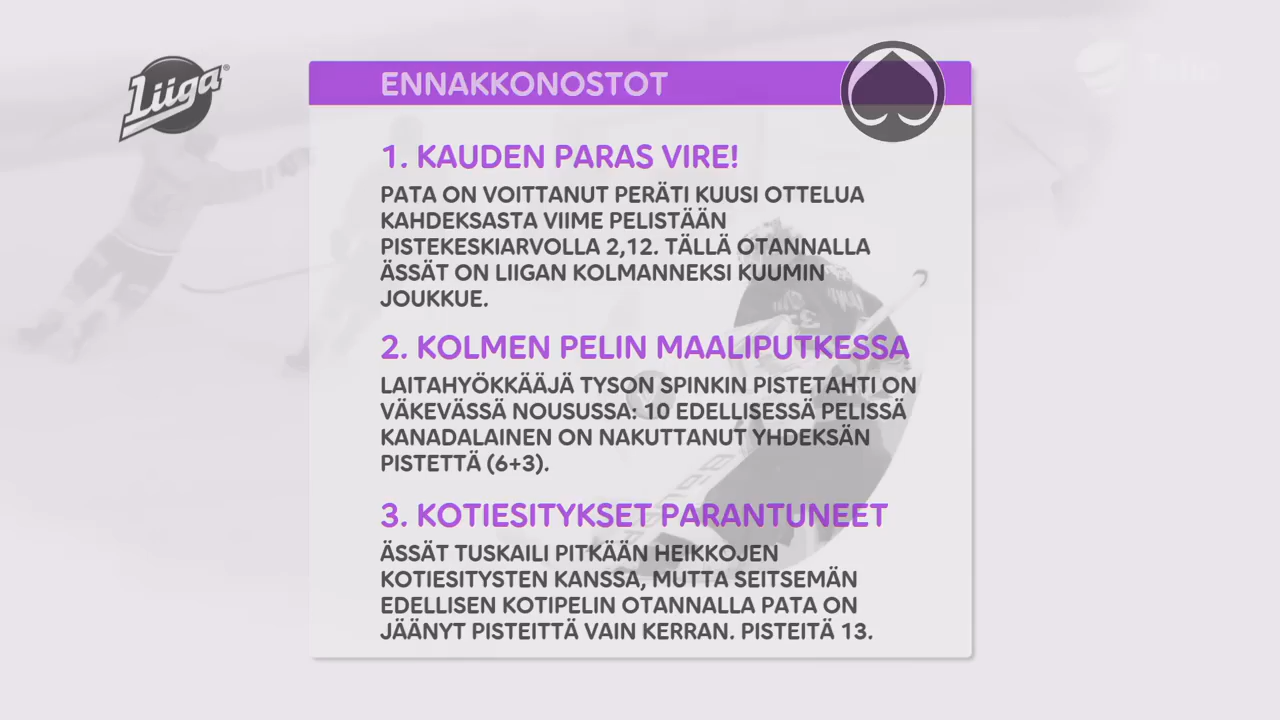 Liiga®
ENNAKKONOSTOT
1. KAUDEN PARAS VIRE!
PATA ON VOITTANUT PERÄTI KUUSI OTTELUA
KAHDEKSASTA VIIME PELISTÄÄN
PISTEKESKIARVOLLA 2,12. TÄLLÄ OTANNALLA
ÄSSÄT ON LIIGAN KOLMANNEKSI KUUMIN
JOUKKUE.
2. KOLMEN PELIN MAALIPUTKESSA
LAITAHYÖKKÄÄJÄ TYSON SPINKIN PISTETAHTI ON
VÄKEVÄSSÄ NOUSUSSA: 10 EDELLISESSÄ PELISSÄ
KANADALAINEN ON NAKUTTANUT YHDEKSÄN
PISTETTÄ (6+3).
3. KOTIESITYKSET PARANTUNEET
ÄSSÄT TUSKAILI PITKÄÄN HEIKKOJEN
KOTIESITYSTEN KANSSA, MUTTA SEITSEMÄN
EDELLISEN KOTIPELIN OTANNALLA PATA ON
JÄÄNYT PISTEITTÄ VAIN KERRAN. PISTEITÄ 13.